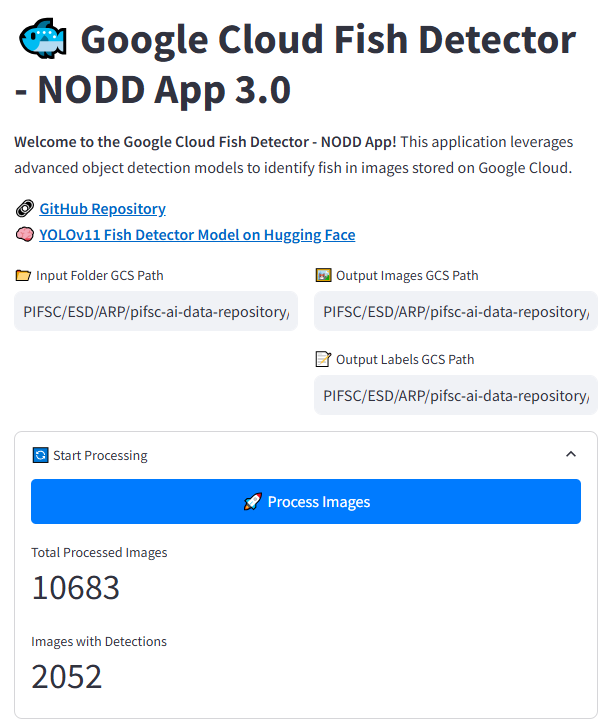 Google Cloud Fish Detector
- NODD App 3.0
Welcome to the Google Cloud Fish Detector - NODD App! This application leverages
advanced object detection models to identify fish in images stored on Google Cloud.
GitHub Repository
YOLOv11 Fish Detector Model on Hugging Face
Input Folder GCS Path
PIFSC/ESD/ARP/pifsc-ai-data-repository/
Output Images GCS Path
PIFSC/ESD/ARP/pifsc-ai-data-repository/
Output Labels GCS Path
PIFSC/ESD/ARP/pifsc-ai-data-repository/
Start Processing
Process Images
Total Processed Images
10683
Images with Detections
2052